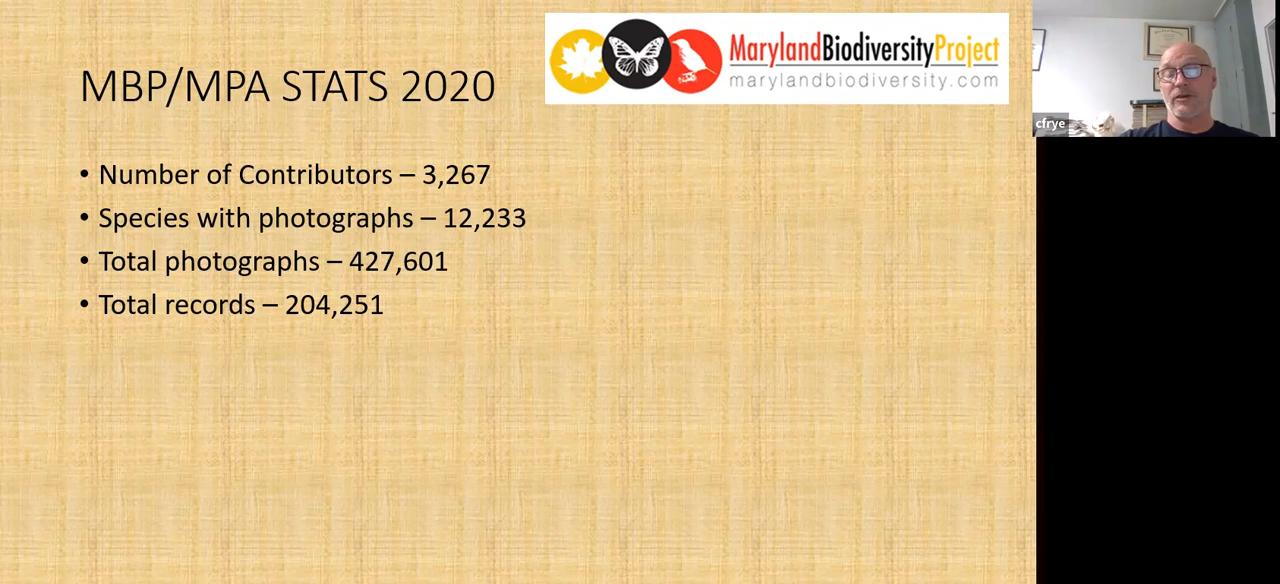 MarylandBiodiversityProject
marylandbiodiversity.com
MBP/MPA STATS 2020
cfrye
• Number of Contributors – 3,267
• Species with photographs – 12,233
• Total photographs – 427,601
• Total records – 204,251